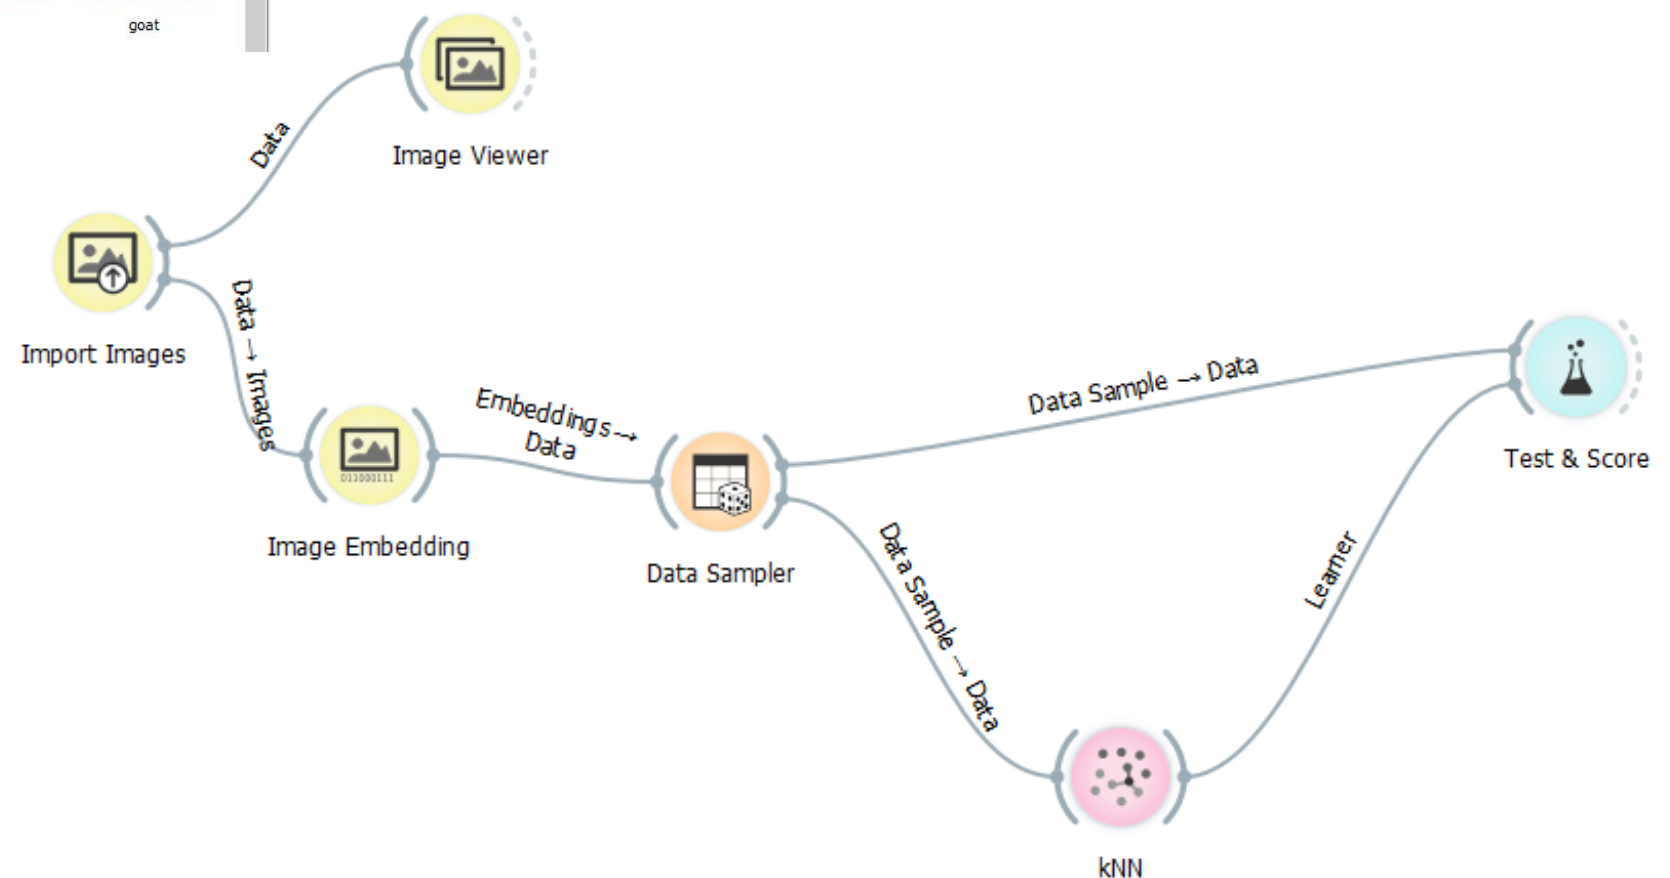 goat
Image Viewer
Data
Import Images
Data → Images
Image Embedding
Embeddings→
Data
Data Sampler
Data Sample → Data
Test & Score
Data Sample → Data
Learner
kNN
011000111